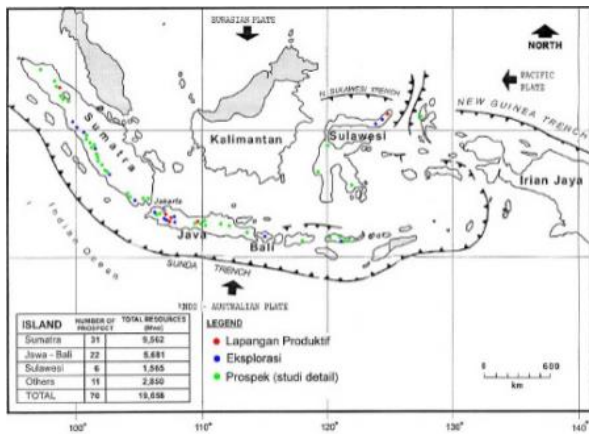 EURASIAN PLATE
NORTH
PACIFIC
PLATE
N. SULAWESI TRENCH
NEW GUINEA TRENCH
Sumatra
Kalimantan
Sulawesi
Irian Jaya
Jakarta
Java
Bali
Indian Ocean
SUNDA TRENCH
INDO - AUSTRALIAN PLATE
ISLAND NUMBER OF PROSPECT TOTAL RESOURCES (Mwe)
Sumatra 31 9,562
Jawa - Bali 22 5,681
Sulawesi 6 1,565
Others 11 2,850
TOTAL 70
LEGEND
Lapangan Produktif
Eksplorasi
Prospek (studi detail)
0 600
km
100° 110° 120° 130° 140°